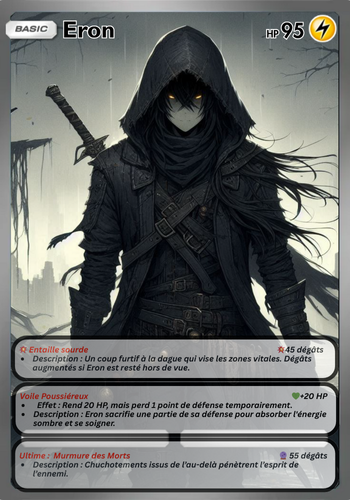 BASIC Eron HP 95
Entaille sourde 45 dégâts
• Description : Un coup furtif à la dague qui vise les zones vitales. Dégâts
augmentés si Eron est resté hors de vue.
Voile Poussiéreux +20 HP
• Effet : Rend 20 HP, mais perd 1 point de défense temporairement.
• Description : Eron sacrifie une partie de sa défense pour absorber l'énergie
sombre et se soigner.
Ultime : Murmure des Morts 55 dégâts
• Description : Chuchotements issus de l'au-delà pénètrent l'esprit de
l'ennemi.